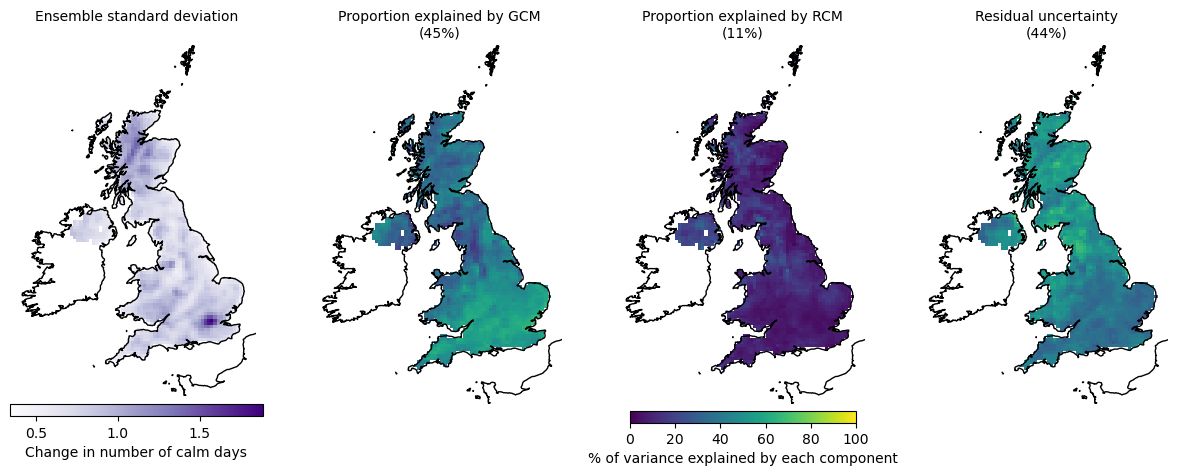 Ensemble standard deviation
Proportion explained by GCM
(45%)
Proportion explained by RCM
(11%)
Residual uncertainty
(44%)
0.5 1.0 1.5
Change in number of calm days
0 20 40 60 80 100
% of variance explained by each component